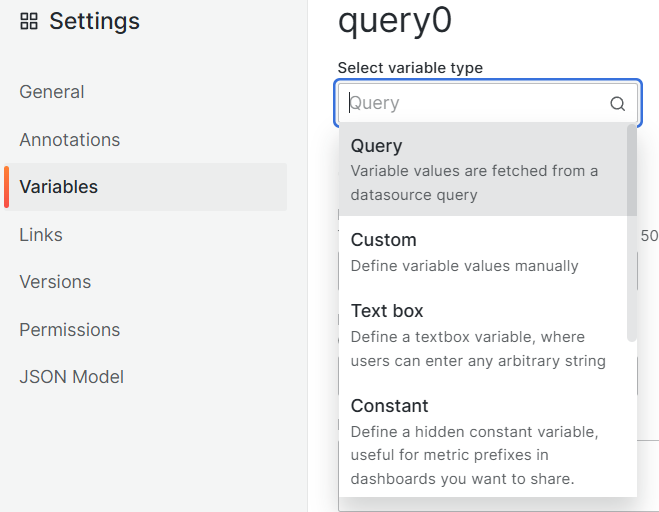 Settings
General
Annotations
Variables
Links
Versions
Permissions
JSON Model
query0
Select variable type
Query
Query
Variable values are fetched from a
datasource query
50
Custom
Define variable values manually
Text box
Define a textbox variable, where
users can enter any arbitrary string
Constant
Define a hidden constant variable,
useful for metric prefixes in
dashboards you want to share.